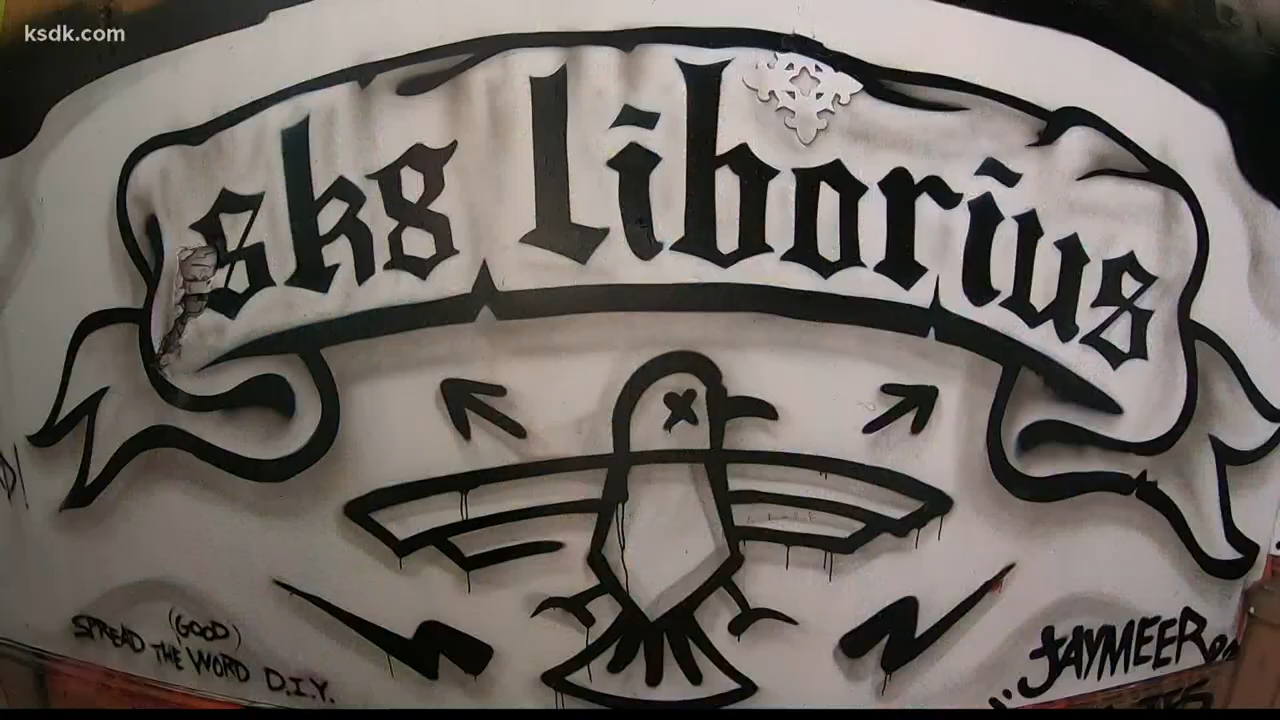 ksdk.com
sk8 liborius
(GOOD)
SPREAD THE WORD D.I.Y.
JAYMEER